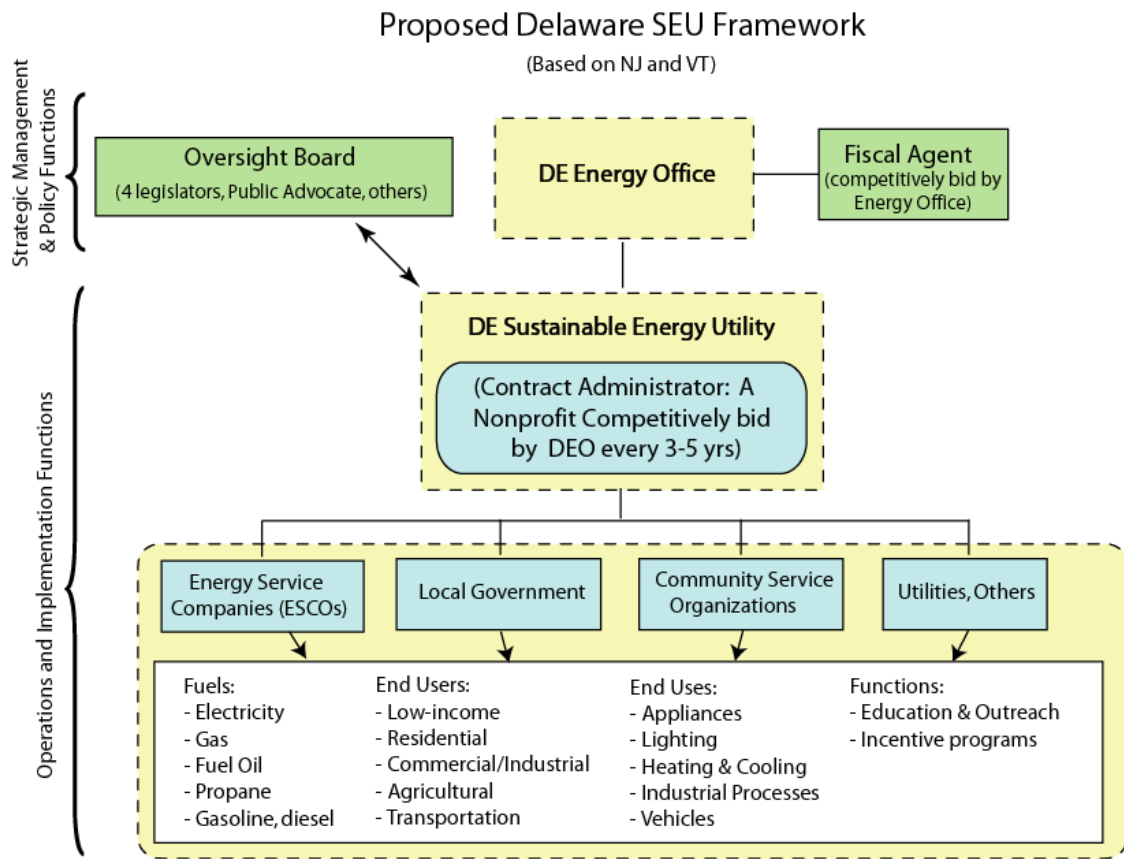 Proposed Delaware SEU Framework
(Based on NJ and VT)
Strategic Management
& Policy Functions
Oversight Board
(4 legislators, Public Advocate, others)
DE Energy Office
Fiscal Agent
(competitively bid by
Energy Office)
Operations and Implementation Functions
DE Sustainable Energy Utility
(Contract Administrator: A
Nonprofit Competitively bid
by DEO every 3-5 yrs)
Energy Service
Companies (ESCOs)
Local Government
Community Service
Organizations
Utilities, Others
Fuels:
- Electricity
- Gas
- Fuel Oil
- Propane
- Gasoline, diesel
End Users:
- Low-income
- Residential
- Commercial/Industrial
- Agricultural
- Transportation
End Uses:
- Appliances
- Lighting
- Heating & Cooling
- Industrial Processes
- Vehicles
Functions:
- Education & Outreach
- Incentive programs